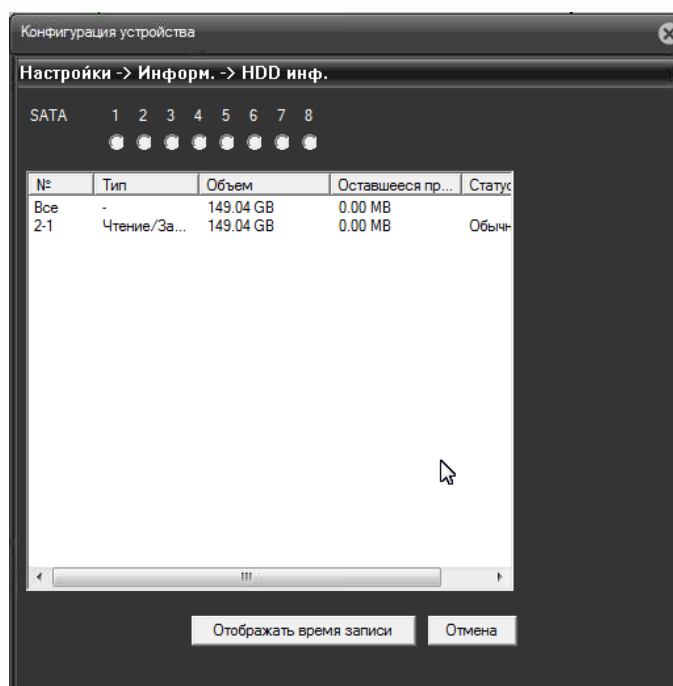 Конфигурация устройства
Настройки -> Информ. -> HDD инф.
SATA 1 2 3 4 5 6 7 8
№ Тип Объем Оставшееся пр... Статус
Все - 149.04 GB 0.00 MB
2-1 Чтение/За... 149.04 GB 0.00 MB Обычн
Отображать время записи Отмена